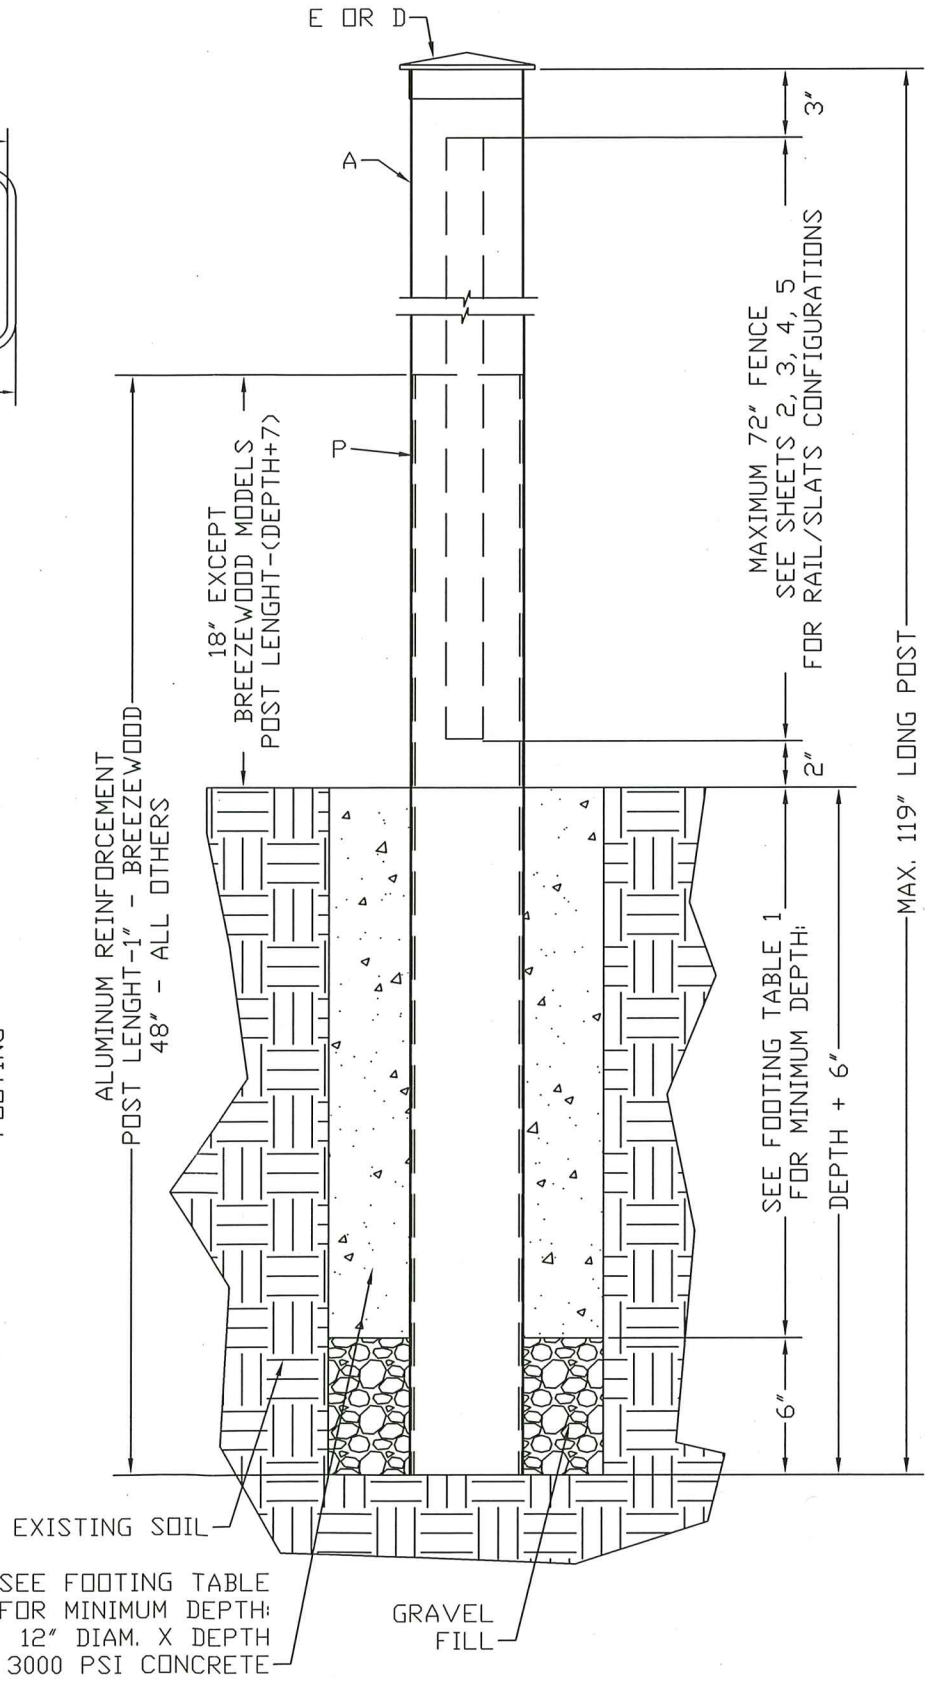 E OR D
A
3"
MAXIMUM 72" FENCE
SEE SHEETS 2, 3, 4, 5
FOR RAIL/SLATS CONFIGURATIONS
P
18" EXCEPT
BREEZEWOOD MODELS
POST LENGHT-(DEPTH+7)
ALUMINUM REINFORCEMENT
POST LENGHT-1" - BREEZEWOOD
48" - ALL OTHERS
2"
MAX. 119" LONG POST
SEE FOOTING TABLE 1
FOR MINIMUM DEPTH:
DEPTH + 6"
6"
EXISTING SOIL
SEE FOOTING TABLE
FOR MINIMUM DEPTH:
12" DIAM. X DEPTH
3000 PSI CONCRETE
GRAVEL
FILL